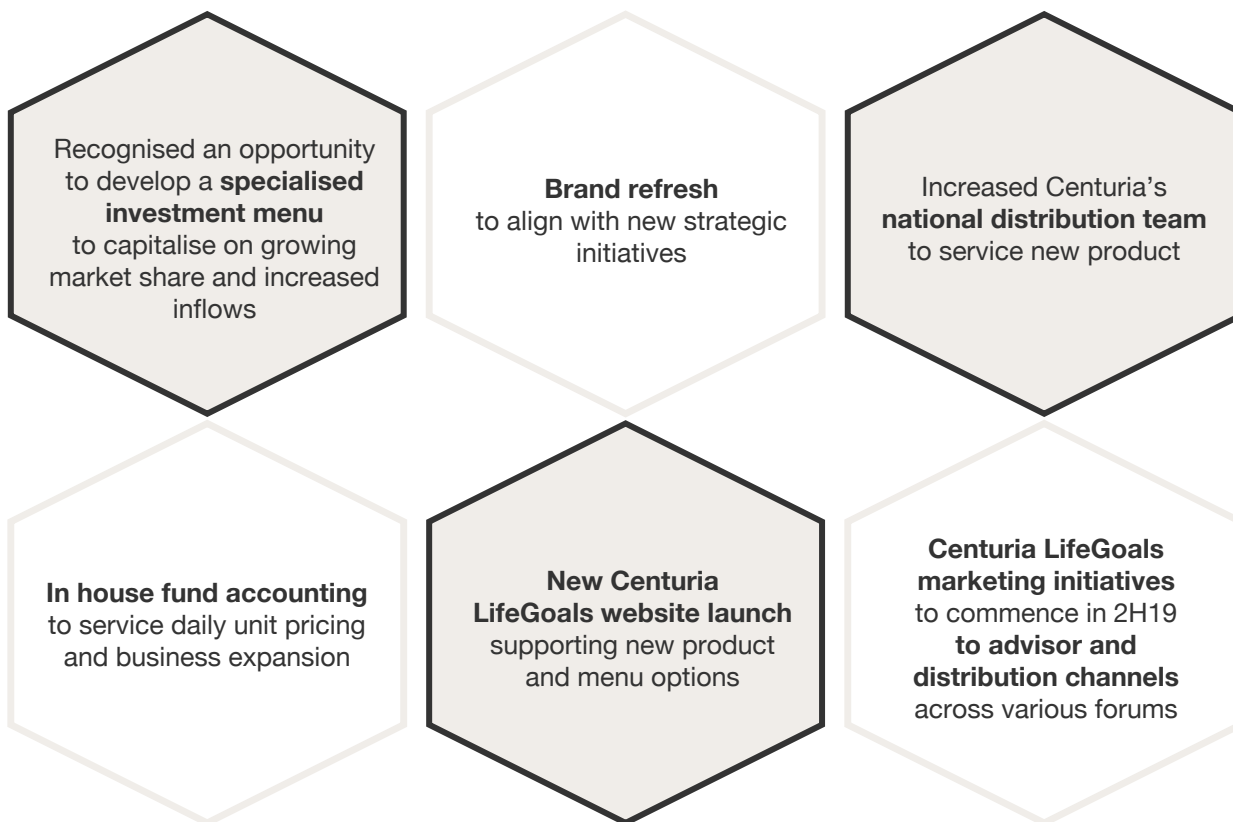 Recognised an opportunity
to develop a specialised
investment menu
to capitalise on growing
market share and increased
inflows
Brand refresh
to align with new strategic
initiatives
Increased Centuria’s
national distribution team
to service new product
In house fund accounting
to service daily unit pricing
and business expansion
New Centuria
LifeGoals website launch
supporting new product
and menu options
Centuria LifeGoals
marketing initiatives
to commence in 2H19
to advisor and
distribution channels
across various forums